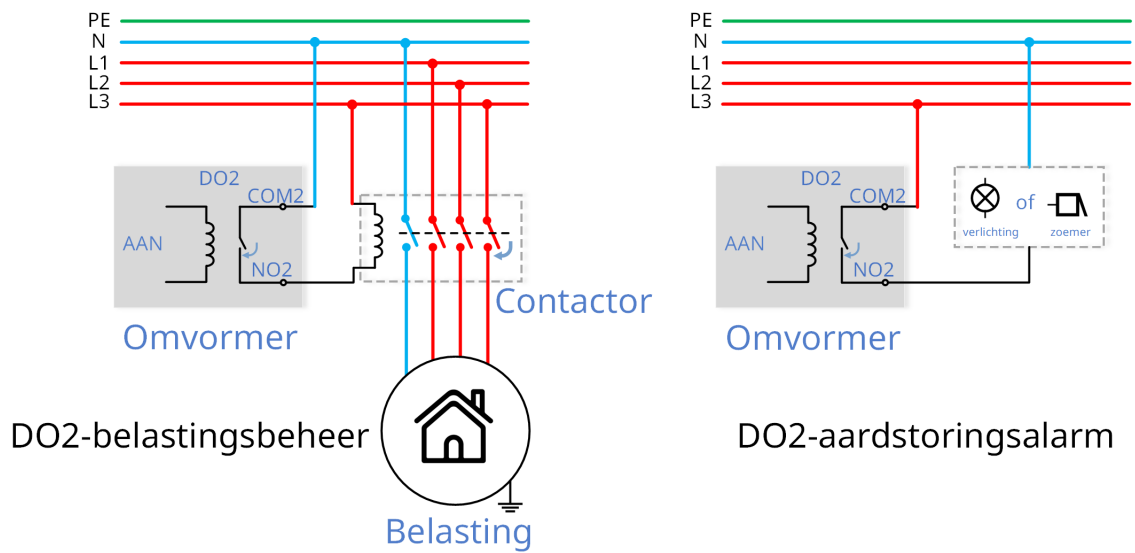 PE
N
L1
L2
L3
DO2
COM2
AAN
NO2
Omvormer
Contactor
DO2-belastingsbeheer
Belasting
PE
N
L1
L2
L3
DO2
COM2
AAN
NO2
of
verlichting
zoemer
Omvormer
DO2-aardstoringsalarm